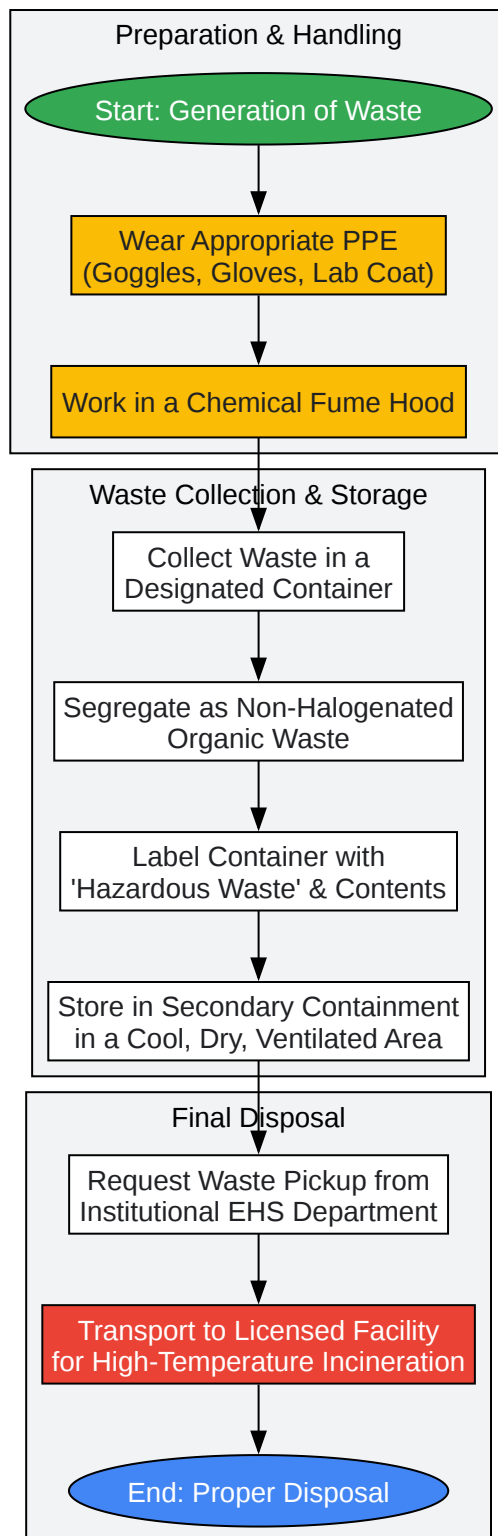 Preparation & Handling
Start: Generation of Waste
Wear Appropriate PPE
(Goggles, Gloves, Lab Coat)
Work in a Chemical Fume Hood
Waste Collection & Storage
Collect Waste in a
Designated Container
Segregate as Non-Halogenated
Organic Waste
Label Container with
'Hazardous Waste' & Contents
Store in Secondary Containment
in a Cool, Dry, Ventilated Area
Final Disposal
Request Waste Pickup from
Institutional EHS Department
Transport to Licensed Facility
for High-Temperature Incineration
End: Proper Disposal